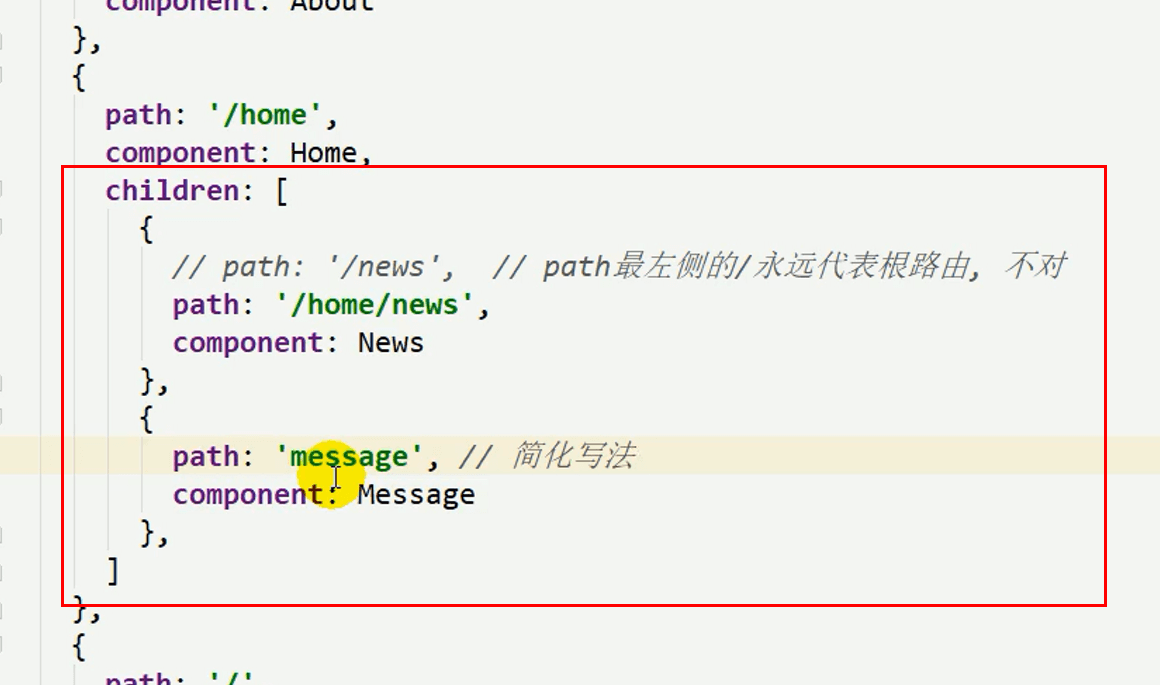 component: About
},
{
path: '/home',
component: Home,
children: [
{
// path: '/news',  // path最左侧的/永远代表根路由, 不对
path: '/home/news',
component: News
},
{
path: 'message', // 简化写法
component: Message
},
]
},
{
path: '/'